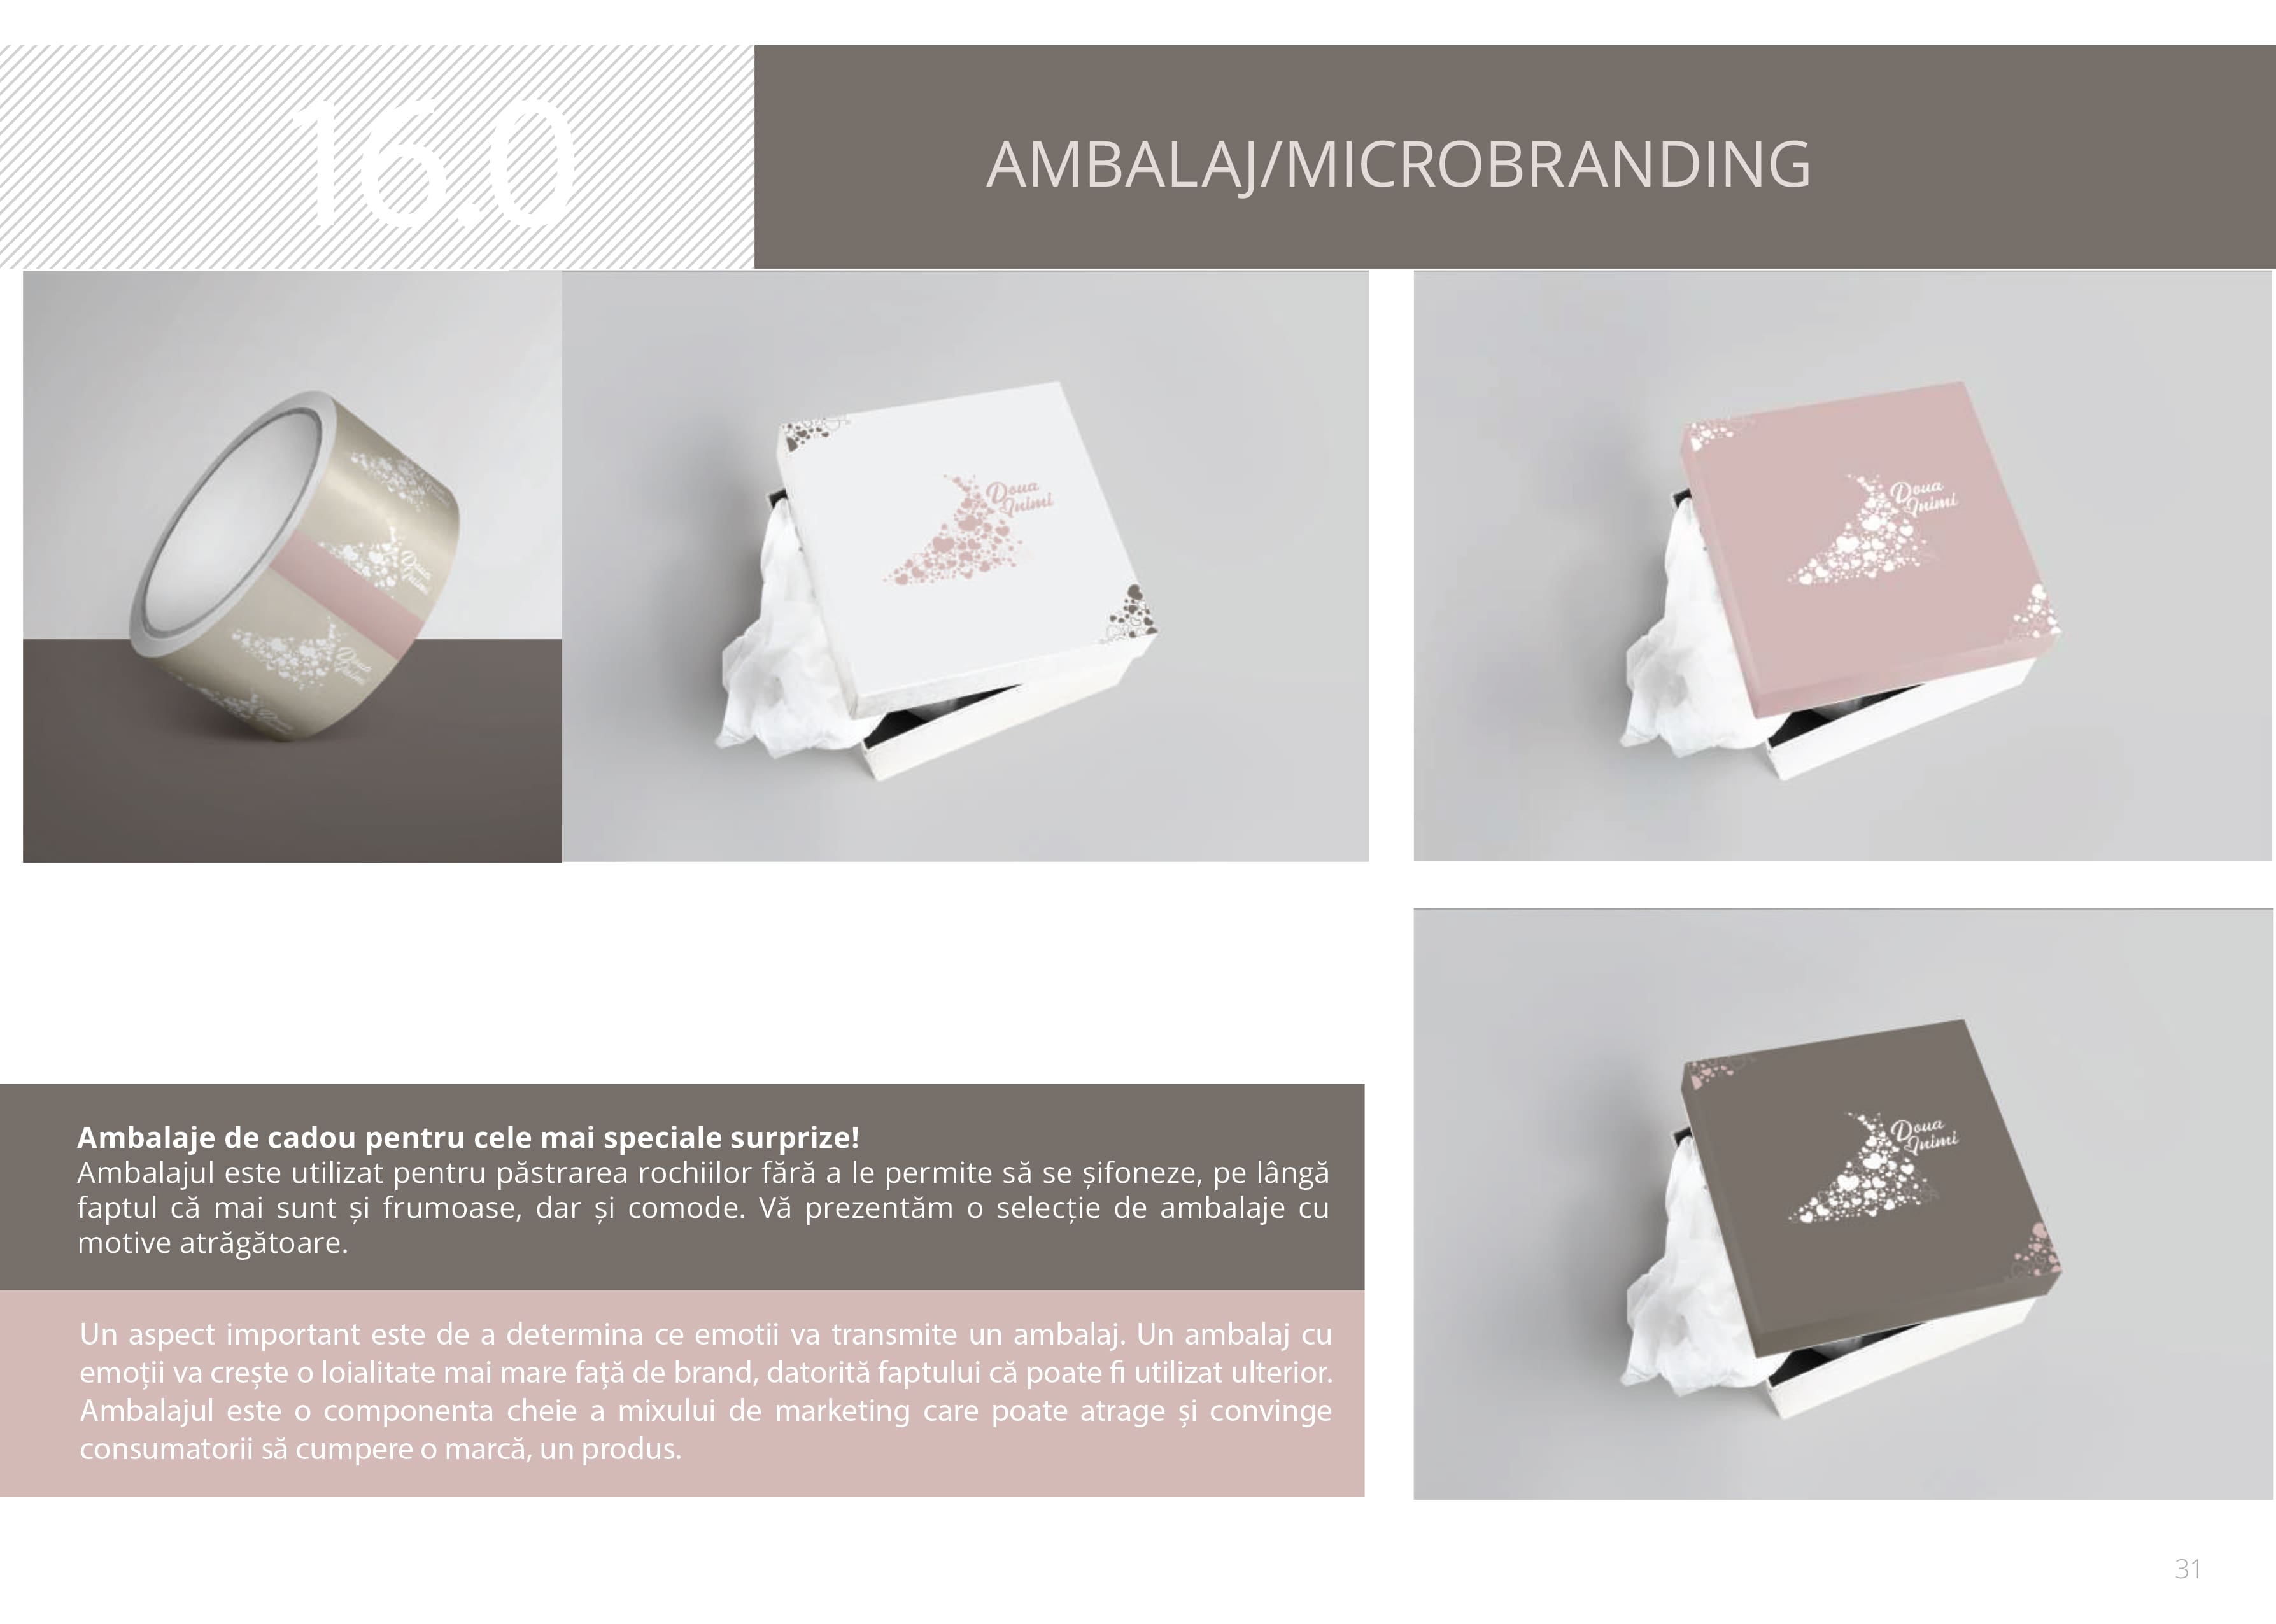 16.0
AMBALAJ/MICROBRANDING
Doua
Inimi
Doua
Inimi
Doua
Inimi
Doua
Inimi
Doua
Inimi
Ambalaje de cadou pentru cele mai speciale surprize!
Ambalajul este utilizat pentru păstrarea rochiilor fără a le permite să se șifoneze, pe lângă
faptul că mai sunt și frumoase, dar și comode. Vă prezentăm o selecție de ambalaje cu
motive atrăgătoare.
Un aspect important este de a determina ce emotii va transmite un ambalaj. Un ambalaj cu
emoții va crește o loialitate mai mare față de brand, datorită faptului că poate fi utilizat ulterior.
Ambalajul este o componenta cheie a mixului de marketing care poate atrage și convinge
consumatorii să cumpere o marcă, un produs.
31